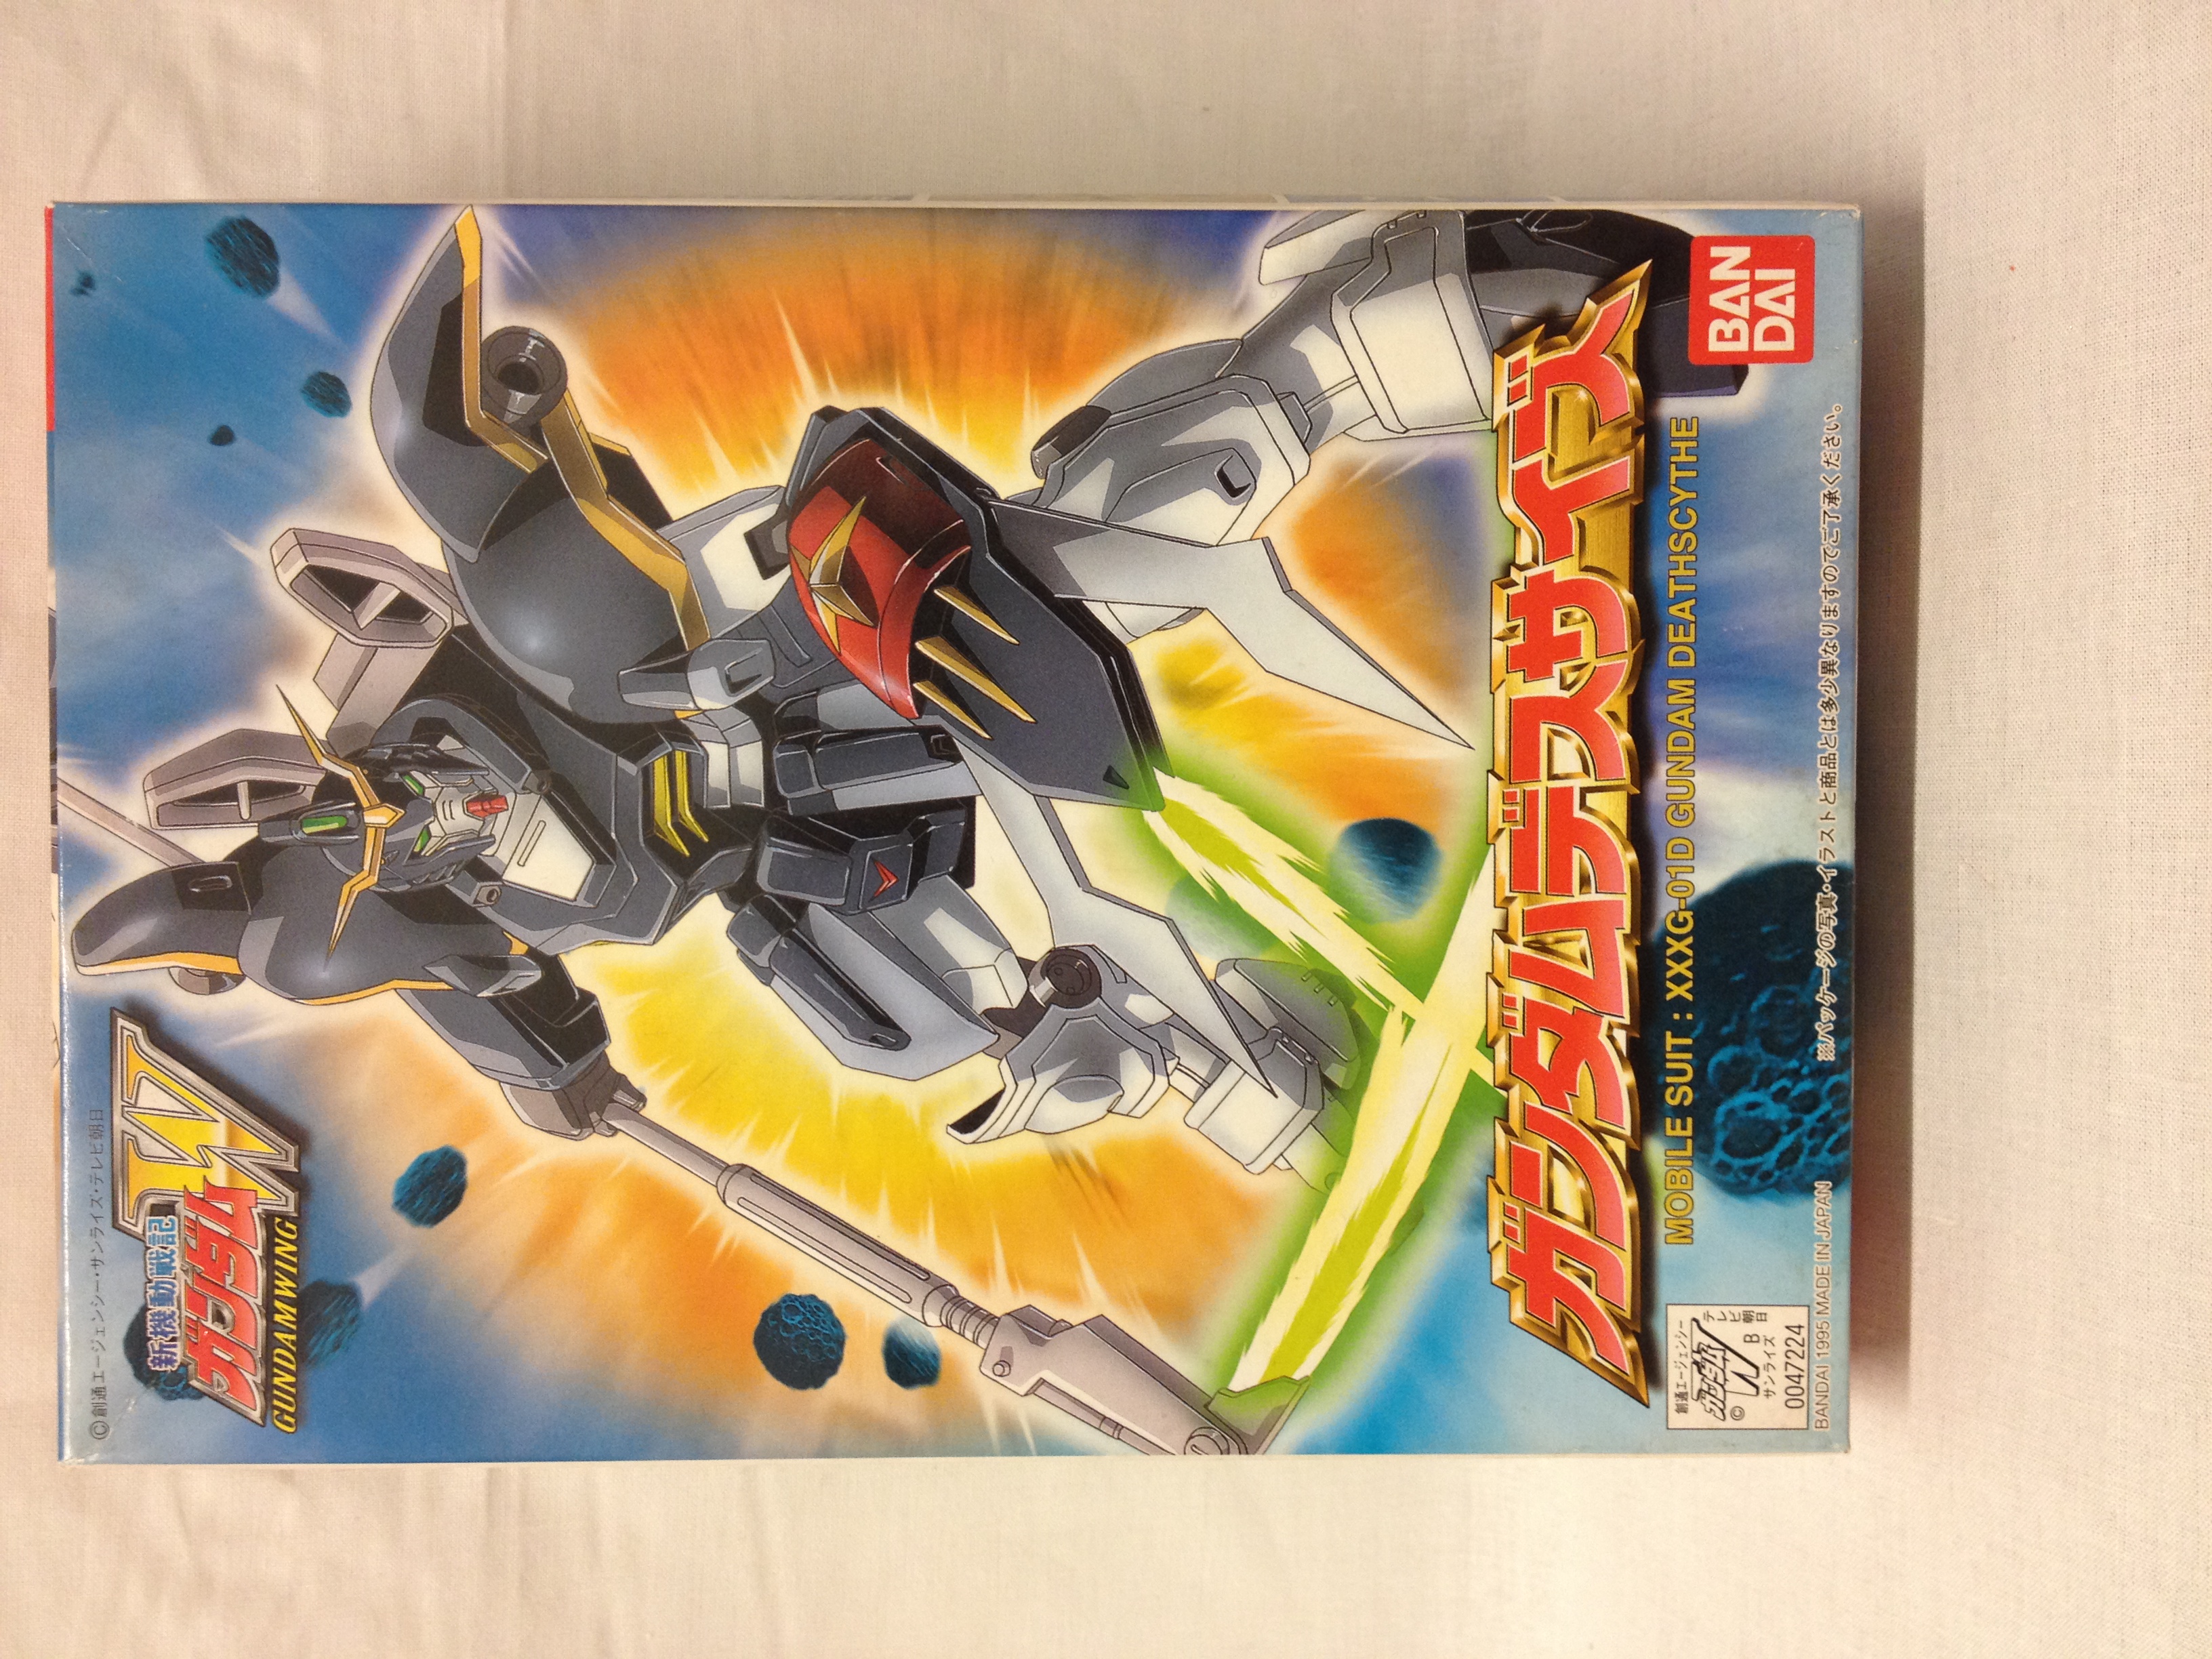 ©創通エージェンシー・サンライズ・テレビ朝日
新機動戦記
ガンダムW
GUNDAMWING
ガンダムデスサイズ
MOBILE SUIT : XXXG-01D GUNDAM DEATHSCYTHE
創通エージェンシー
ガンダムW
©
B
テレビ朝日
サンライズ
0047224
BAN
DAI
BANDAI 1995 MADE IN JAPAN
※パッケージの写真・イラストと商品とは多少異なりますのでご了承ください。